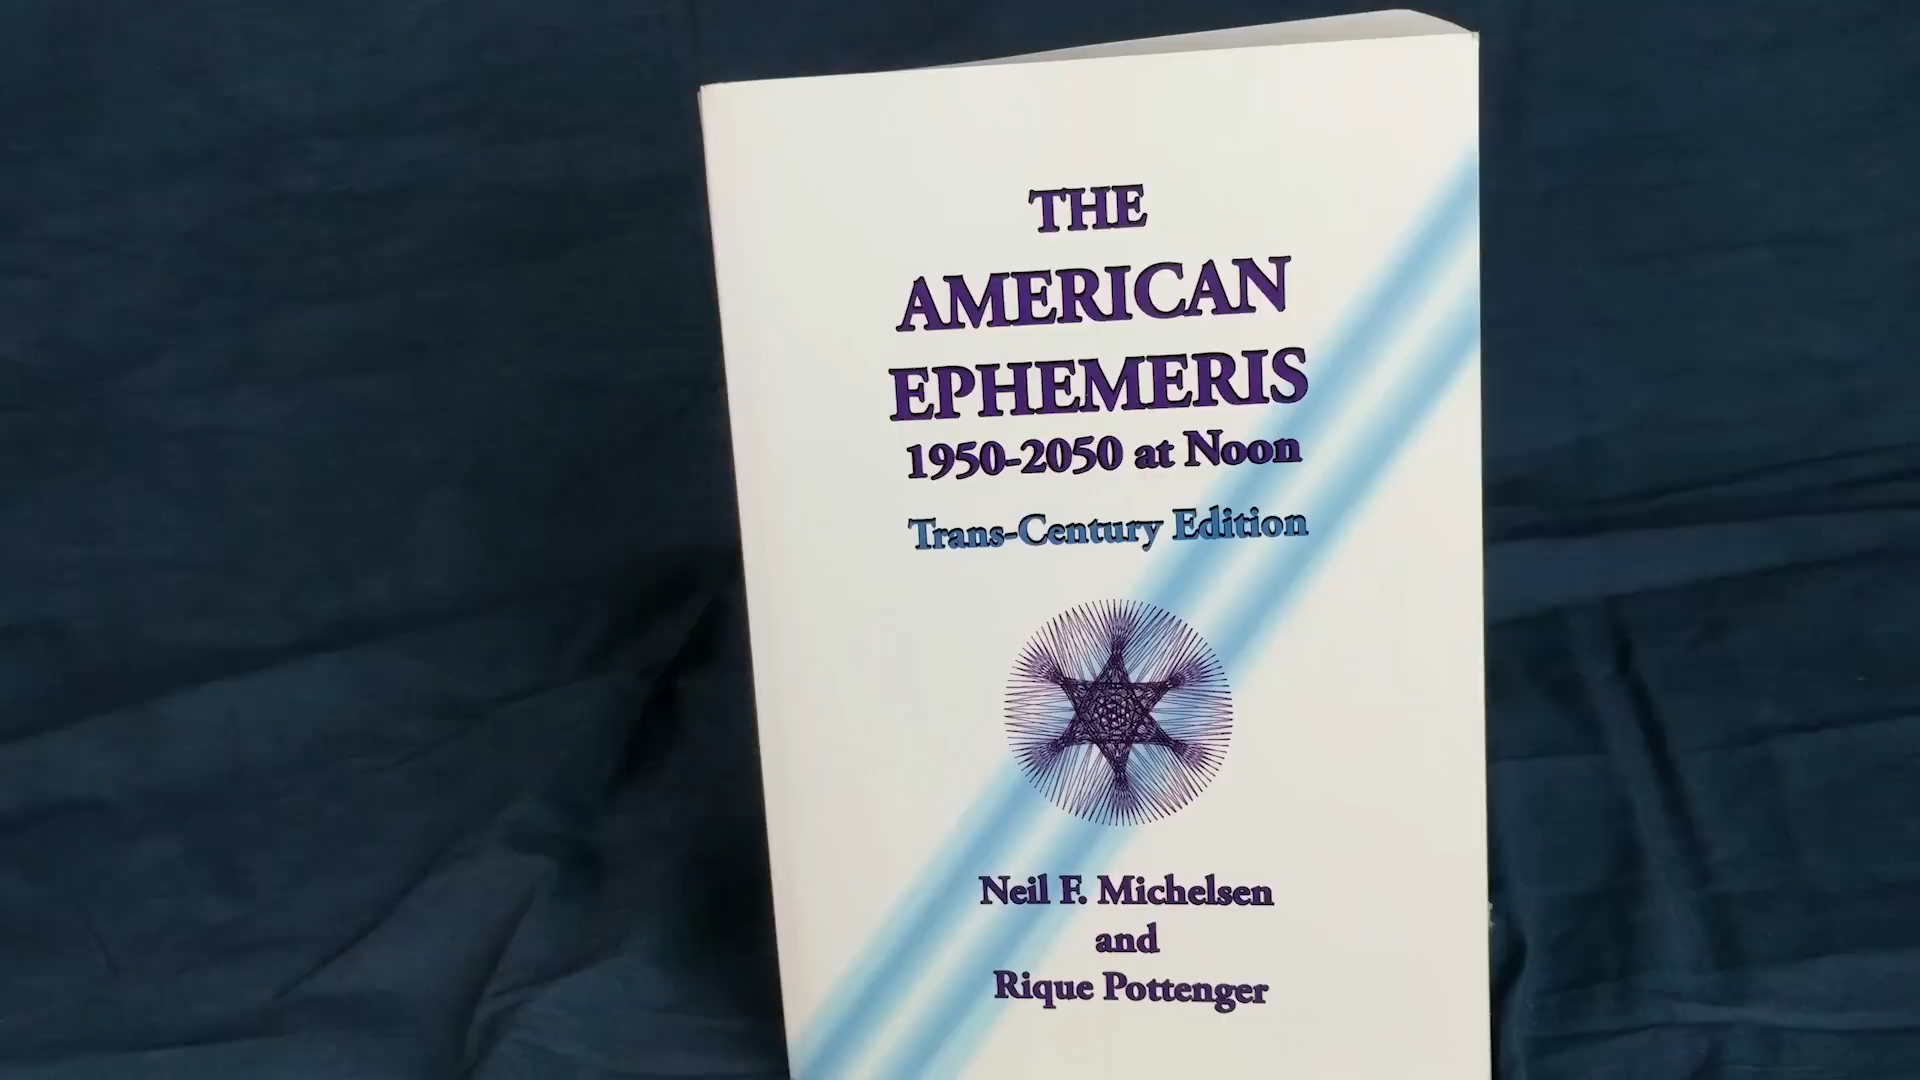 THE
AMERICAN
EPHEMERIS
1950-2050 at Noon
Trans-Century Edition
Neil F. Michelsen
and
Rique Pottenger